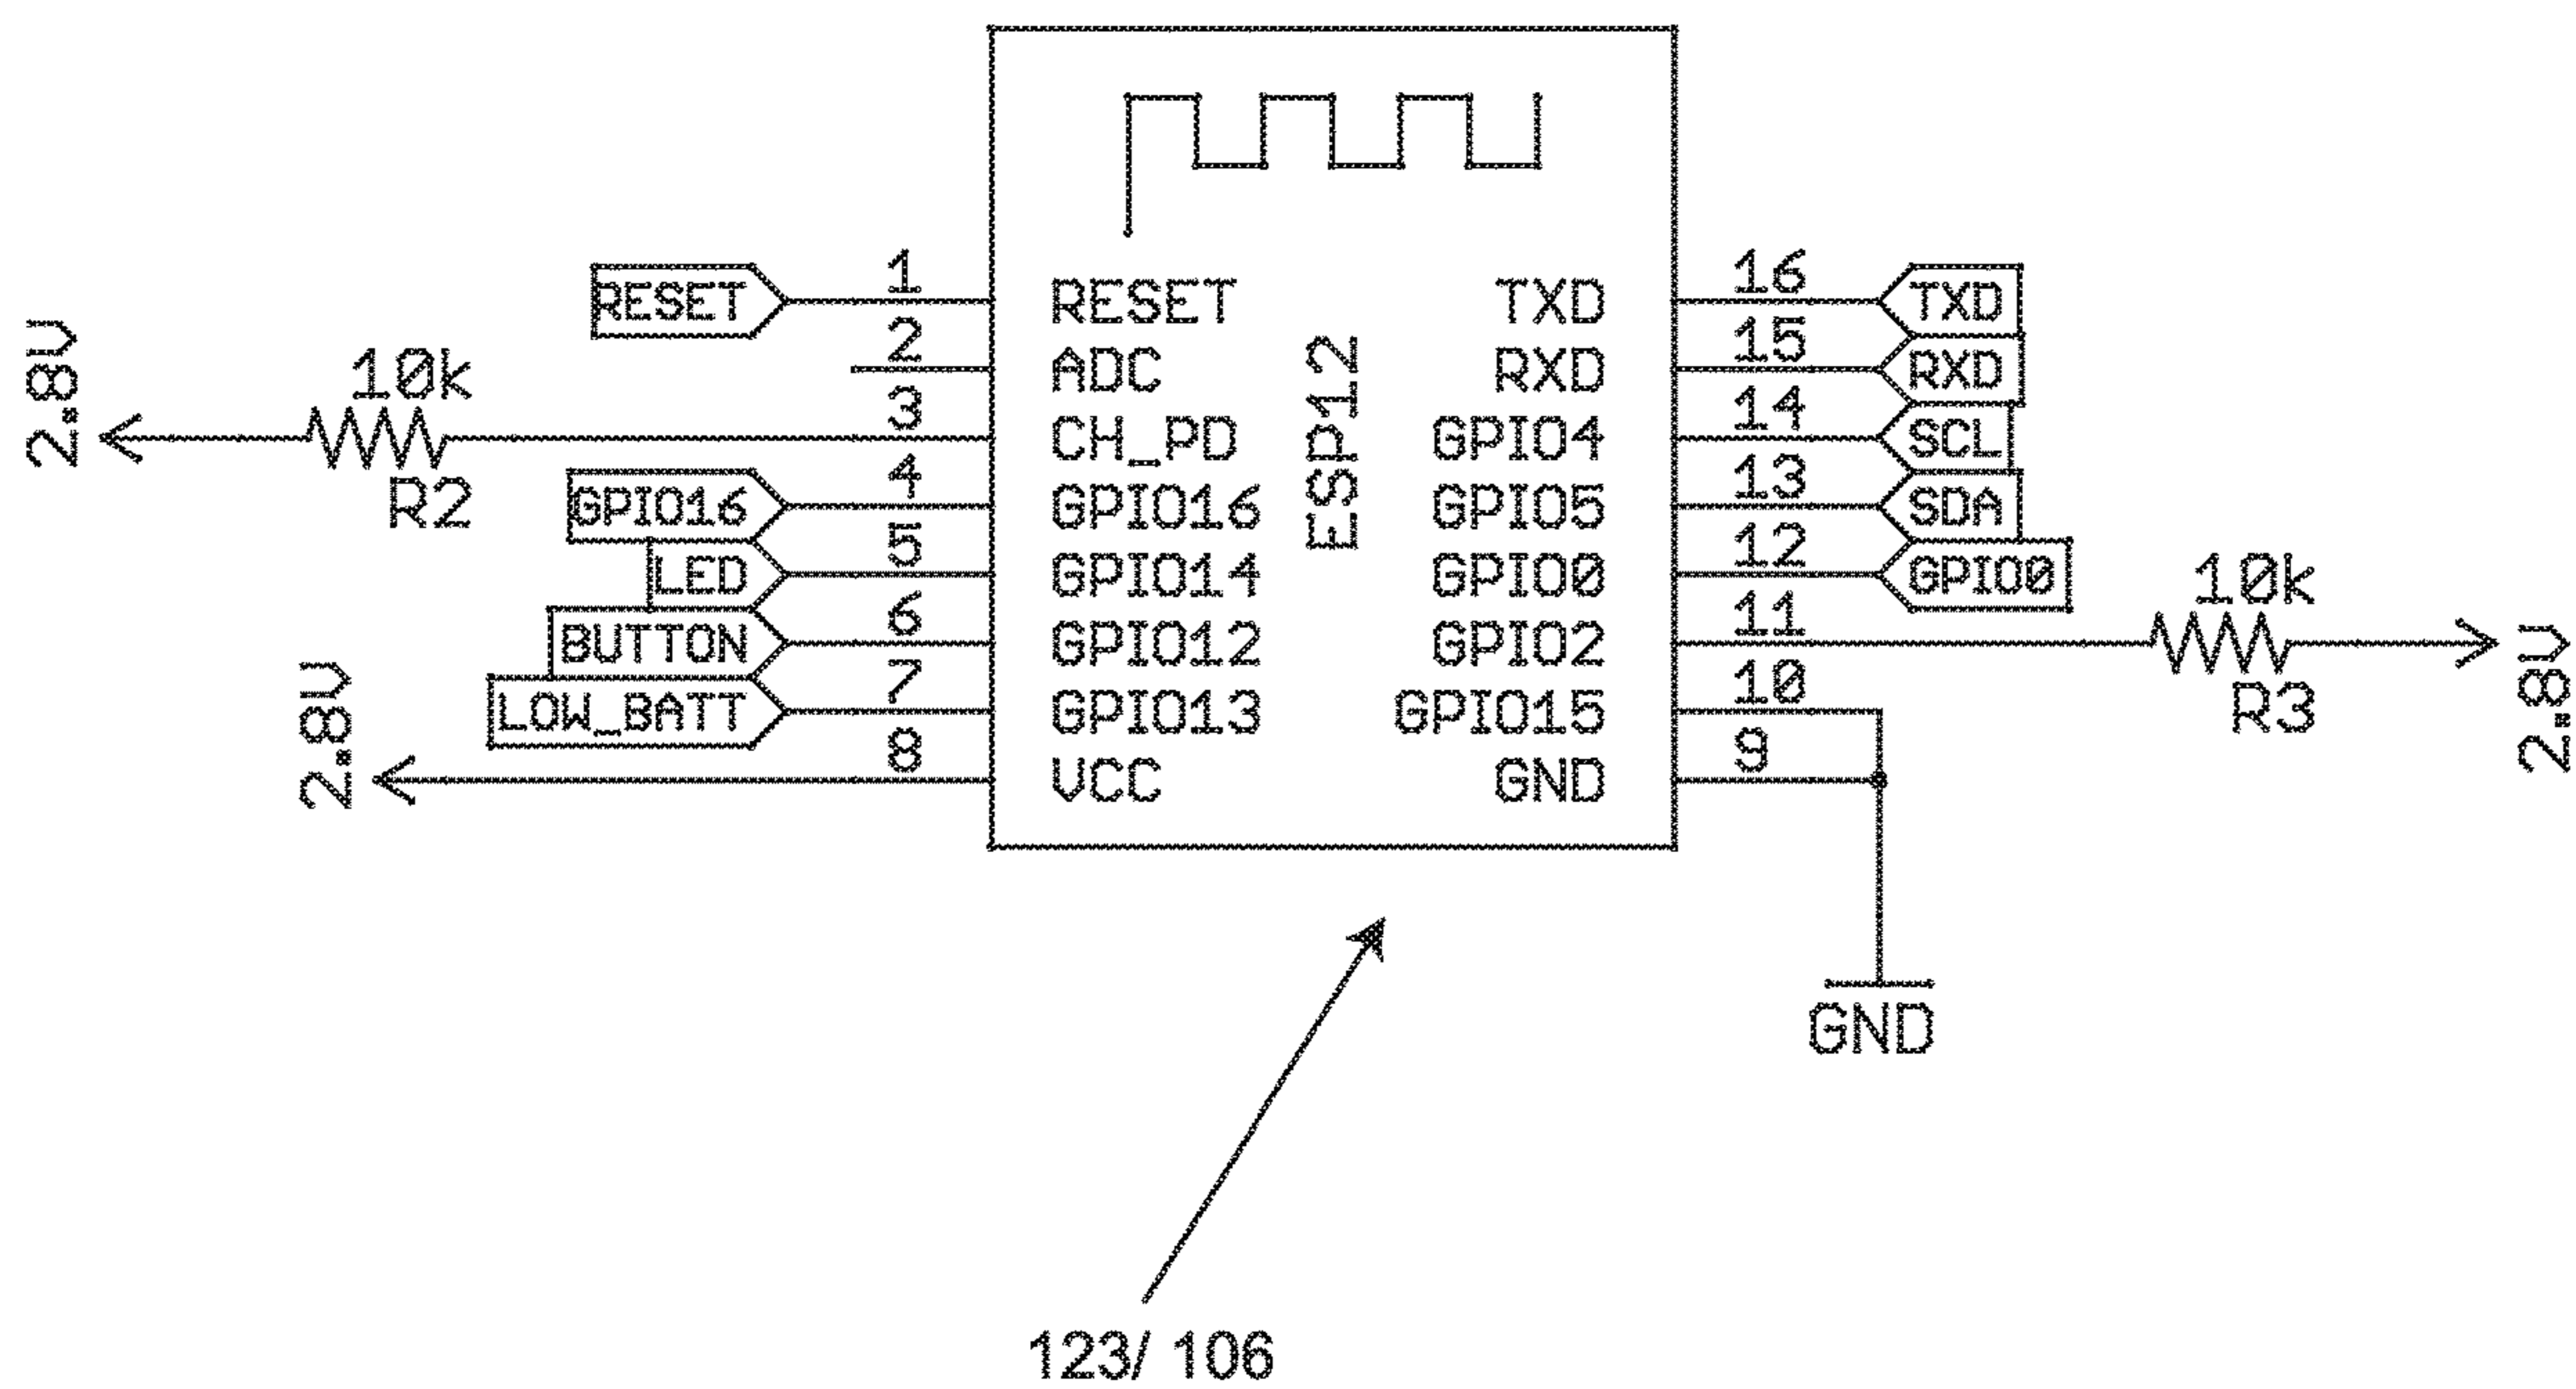 1 16
RESET RESET TXD TXD
2 15
ADC RXD RXD
2.8V 10k 3 14
CH_PD GPIO4 SCL
R2 4 13
GPIO16 GPIO16 GPIO5 SDA
ESP12
5 12
LED GPIO14 GPIO0 GPIO0
6 11 10k
BUTTON GPIO12 GPIO2
7 10 R3 2.8V
LOW_BATT GPIO13 GPIO15
2.8V 8 9
VCC GND
GND
123/ 106